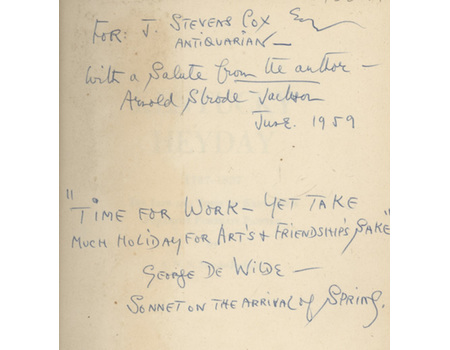 For: J. Stevens Cox Esq
Antiquarian —
With a Salute from the author —
Arnold Strode-Jackson
June. 1959
"Time for Work — Yet take
much Holiday for Art's & Friendship's Sake"
George De Wilde —
Sonnet on the arrival of Spring.